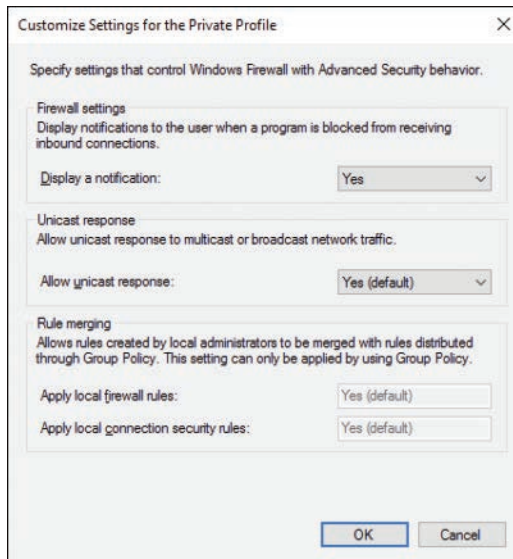 Customize Settings for the Private Profile
Specify settings that control Windows Firewall with Advanced Security behavior.
Firewall settings
Display notifications to the user when a program is blocked from receiving
inbound connections.
Display a notification: Yes
Unicast response
Allow unicast response to multicast or broadcast network traffic.
Allow unicast response: Yes (default)
Rule merging
Allows rules created by local administrators to be merged with rules distributed
through Group Policy. This setting can only be applied by using Group Policy.
Apply local firewall rules: Yes (default)
Apply local connection security rules: Yes (default)
OK Cancel